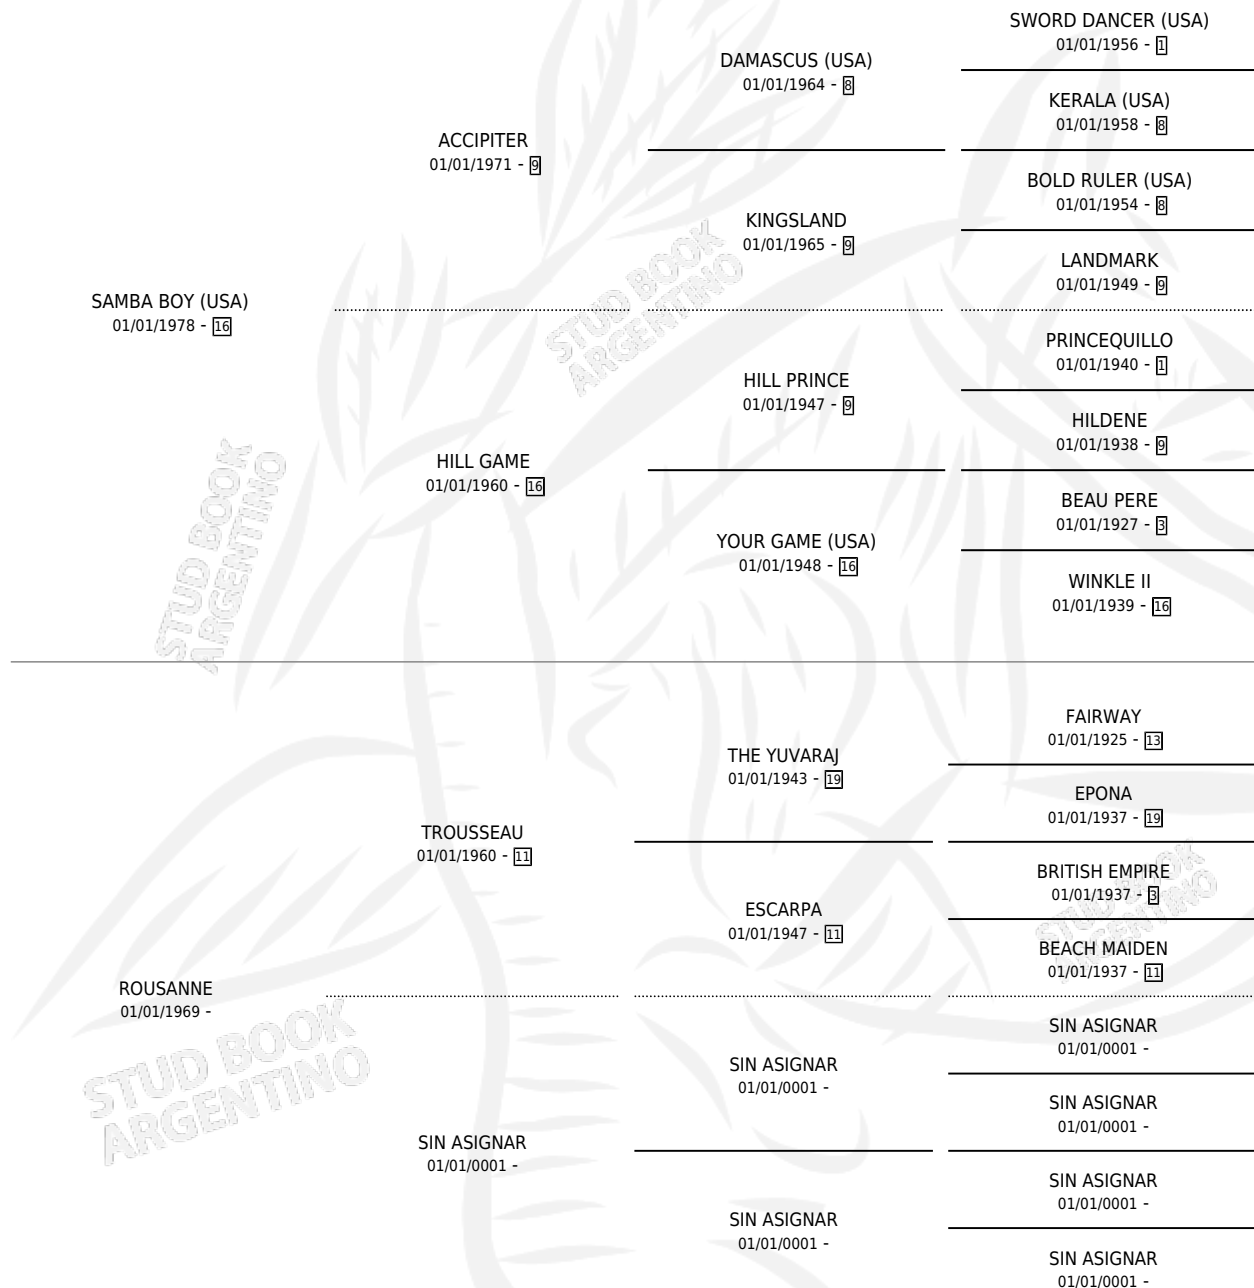 SWORD DANCER (USA)
01/01/1956 - 1
DAMASCUS (USA)
01/01/1964 - 8
KERALA (USA)
01/01/1958 - 8
ACCIPITER
01/01/1971 - 9
BOLD RULER (USA)
01/01/1954 - 8
KINGSLAND
01/01/1965 - 9
LANDMARK
01/01/1949 - 9
SAMBA BOY (USA)
01/01/1978 - 16
PRINCEQUILLO
01/01/1940 - 1
HILL PRINCE
01/01/1947 - 9
HILDENE
01/01/1938 - 9
HILL GAME
01/01/1960 - 16
BEAU PERE
01/01/1927 - 3
YOUR GAME (USA)
01/01/1948 - 16
WINKLE II
01/01/1939 - 16
FAIRWAY
01/01/1925 - 13
THE YUVARAJ
01/01/1943 - 19
EPONA
01/01/1937 - 19
TROUSSEAU
01/01/1960 - 11
BRITISH EMPIRE
01/01/1937 - 3
ESCARPA
01/01/1947 - 11
BEACH MAIDEN
01/01/1937 - 11
ROUSANNE
01/01/1969 -
SIN ASIGNAR
01/01/0001 -
SIN ASIGNAR
01/01/0001 -
SIN ASIGNAR
01/01/0001 -
SIN ASIGNAR
01/01/0001 -
SIN ASIGNAR
01/01/0001 -
SIN ASIGNAR
01/01/0001 -
SIN ASIGNAR
01/01/0001 -
STUD BOOK
ARGENTINO
STUD BOOK
ARGENTINO
STUD BOOK
ARGENTINO
STUD BOOK
ARGENTINO